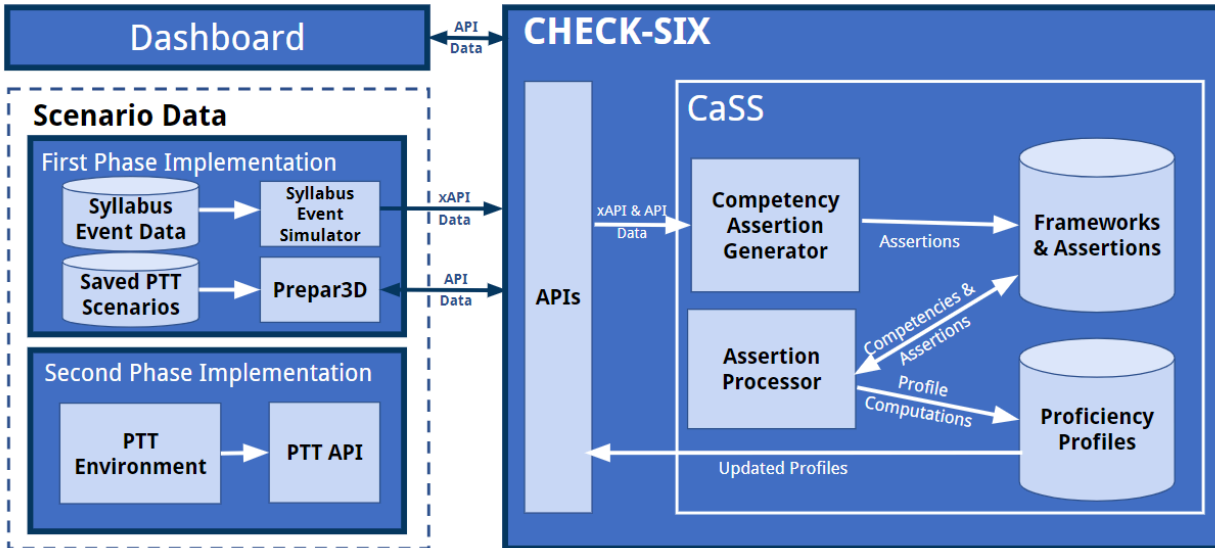 Dashboard
API
Data
CHECK-SIX
Scenario Data
First Phase Implementation
Syllabus
Event Data
Syllabus
Event
Simulator
xAPI
Data
Saved PTT
Scenarios
Prepar3D
API
Data
Second Phase Implementation
PTT
Environment
PTT API
APIs
xAPI & API
Data
CaSS
Competency
Assertion
Generator
Assertions
Frameworks
& Assertions
Competencies &
Assertions
Assertion
Processor
Profile
Computations
Proficiency
Profiles
Updated Profiles